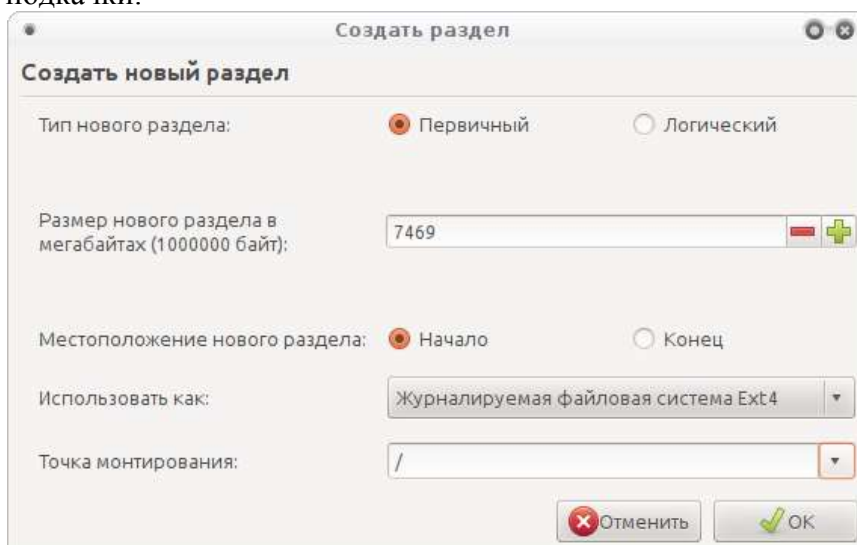 подкачки.
Создать раздел
Создать новый раздел
Тип нового раздела:
Первичный
Логический
Размер нового раздела в
мегабайтах (1000000 байт):
7469
Местоположение нового раздела:
Начало
Конец
Использовать как:
Журналируемая файловая система Ext4
Точка монтирования:
/
Отменить
OK